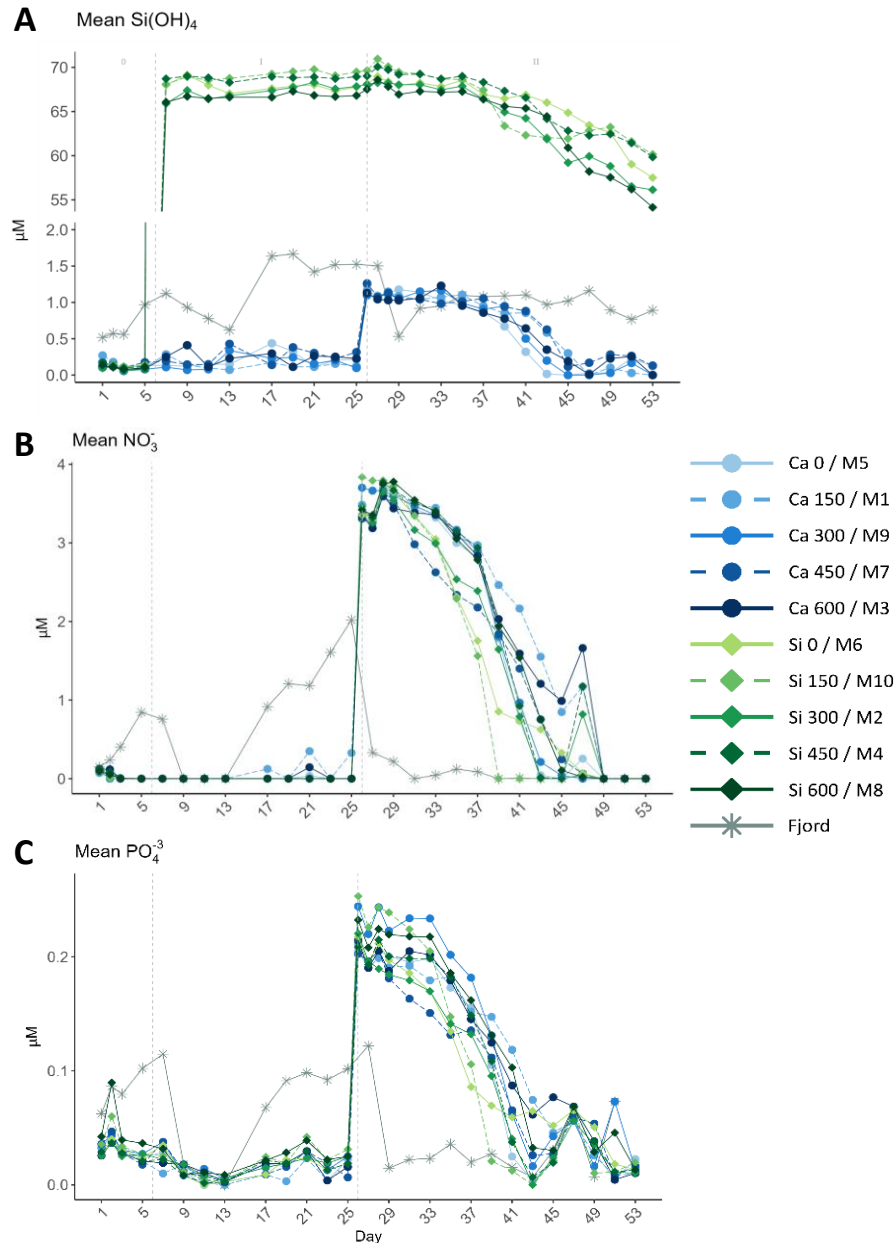 A
Mean Si(OH)4
0 I II
70
65
60
55
µM
2.0
1.5
1.0
0.5
0.0
1 5 9 13 17 21 25 29 33 37 41 45 49 53
B
Mean NO3-
4
3
2
1
0
µM
1 5 9 13 17 21 25 29 33 37 41 45 49 53
Ca 0 / M5
Ca 150 / M1
Ca 300 / M9
Ca 450 / M7
Ca 600 / M3
Si 0 / M6
Si 150 / M10
Si 300 / M2
Si 450 / M4
Si 600 / M8
Fjord
C
Mean PO4-3
0.2
0.1
0.0
µM
1 5 9 13 17 21 25 29 33 37 41 45 49 53
Day